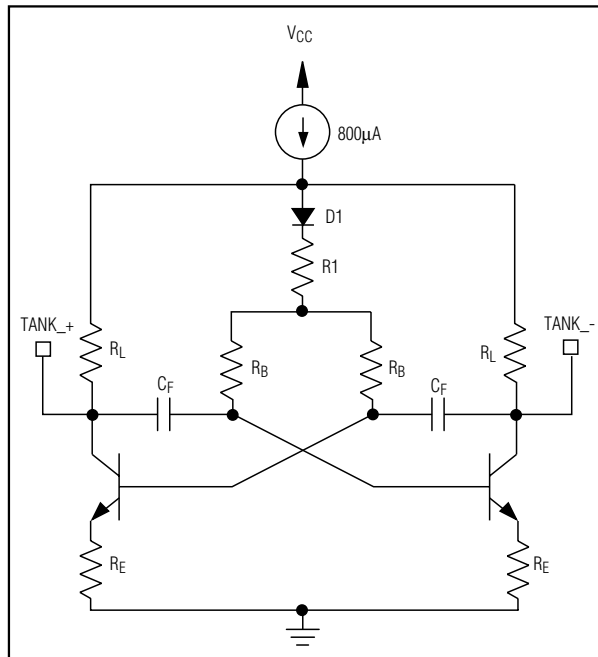 VCC
800μA
D1
R1
TANK_+
TANK_-
RL
RB
RB
RL
CF
CF
RE
RE